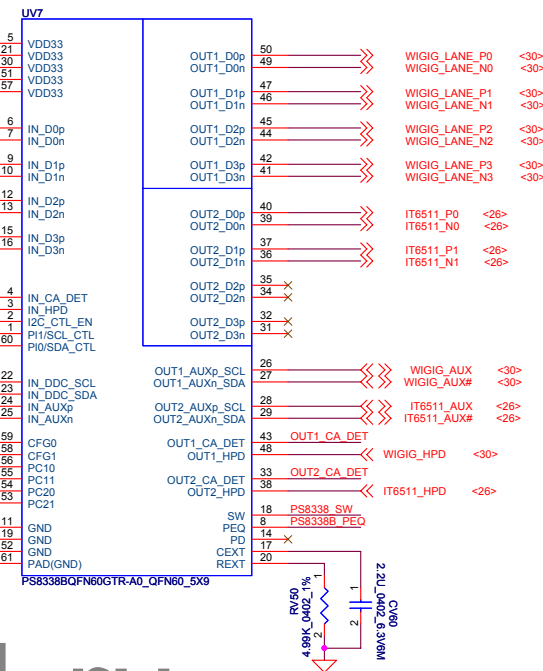 UV7
5 VDD33
21 VDD33
30 VDD33
51 VDD33
57 VDD33
6 IN_D0p
7 IN_D0n
9 IN_D1p
10 IN_D1n
12 IN_D2p
13 IN_D2n
15 IN_D3p
16 IN_D3n
4 IN_CA_DET
3 IN_HPD
2 I2C_CTL_EN
1 PI1/SCL_CTL
60 PI0/SDA_CTL
22 IN_DDC_SCL
23 IN_DDC_SDA
24 IN_AUXp
25 IN_AUXn
59 CFG0
58 CFG1
56 PC10
55 PC11
54 PC20
53 PC21
11 GND
19 GND
52 GND
61 PAD(GND)
OUT1_D0p 50 WIGIG_LANE_P0 <30>
OUT1_D0n 49 WIGIG_LANE_N0 <30>
OUT1_D1p 47 WIGIG_LANE_P1 <30>
OUT1_D1n 46 WIGIG_LANE_N1 <30>
OUT1_D2p 45 WIGIG_LANE_P2 <30>
OUT1_D2n 44 WIGIG_LANE_N2 <30>
OUT1_D3p 42 WIGIG_LANE_P3 <30>
OUT1_D3n 41 WIGIG_LANE_N3 <30>
OUT2_D0p 40 IT6511_P0 <26>
OUT2_D0n 39 IT6511_N0 <26>
OUT2_D1p 37 IT6511_P1 <26>
OUT2_D1n 36 IT6511_N1 <26>
OUT2_D2p 35
OUT2_D2n 34
OUT2_D3p 32
OUT2_D3n 31
OUT1_AUXp_SCL 26 WIGIG_AUX <30>
OUT1_AUXn_SDA 27 WIGIG_AUX# <30>
OUT2_AUXp_SCL 28 IT6511_AUX <26>
OUT2_AUXn_SDA 29 IT6511_AUX# <26>
OUT1_CA_DET 43 OUT1_CA_DET
OUT1_HPD 48 WIGIG_HPD <30>
OUT2_CA_DET 33 OUT2_CA_DET
OUT2_HPD 38 IT6511_HPD <26>
SW 18 PS8338_SW
PEQ 8 PS8338B_PEQ
PD 14
CEXT 17
REXT 20
PS8338BQFN60GTR-A0_QFN60_5X9
1 2
RV50
4.99K_0402_1%
1 2
CV60
2.2U_0402_6.3V6M